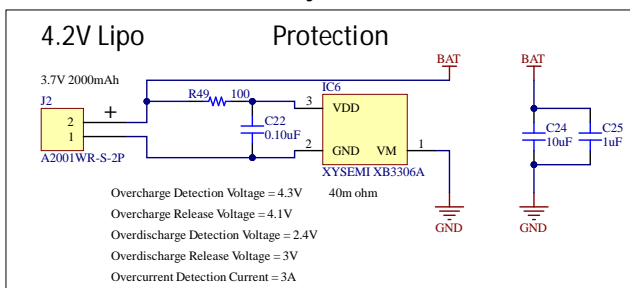 4.2V Lipo Protection
BAT
BAT
3.7V 2000mAh
IC6
J2
+
R49 100
3 VDD
2
1
C22
0.10uF
C24
10uF
C25
1uF
2 GND VM 1
A2001WR-S-2P
XYSEMI XB3306A
Overcharge Detection Voltage = 4.3V 40m ohm
Overcharge Release Voltage = 4.1V
GND
GND
Overdischarge Detection Voltage = 2.4V
Overdischarge Release Voltage = 3V
Overcurrent Detection Current = 3A